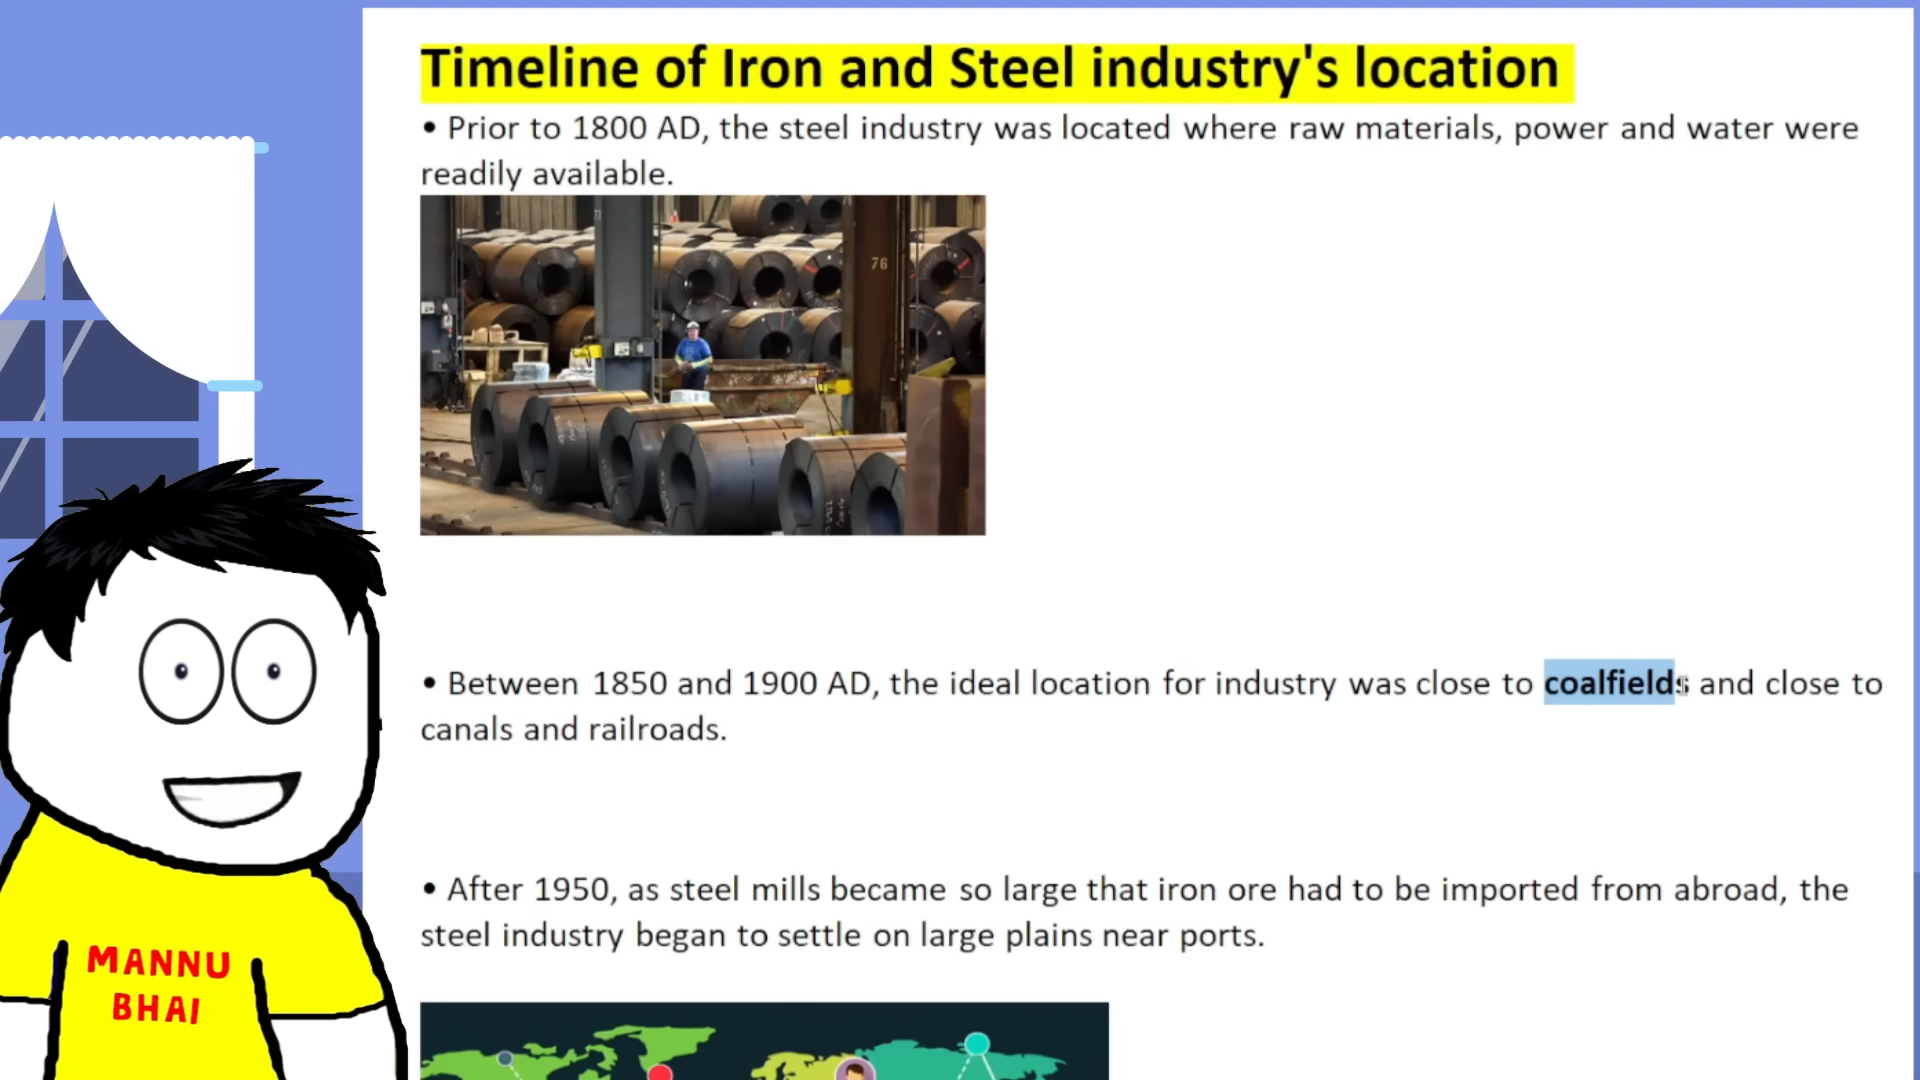 Timeline of Iron and Steel industry's location
• Prior to 1800 AD, the steel industry was located where raw materials, power and water were
readily available.
76
• Between 1850 and 1900 AD, the ideal location for industry was close to coalfields and close to
canals and railroads.
• After 1950, as steel mills became so large that iron ore had to be imported from abroad, the
steel industry began to settle on large plains near ports.
MANNU
BHAI